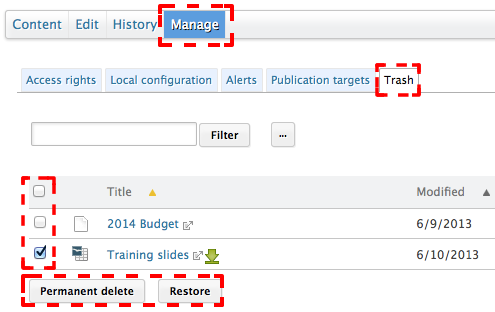 Content Edit History Manage
Access rights Local configuration Alerts Publication targets Trash
Filter ...
Title Modified
2014 Budget 6/9/2013
Training slides 6/10/2013
Permanent delete Restore